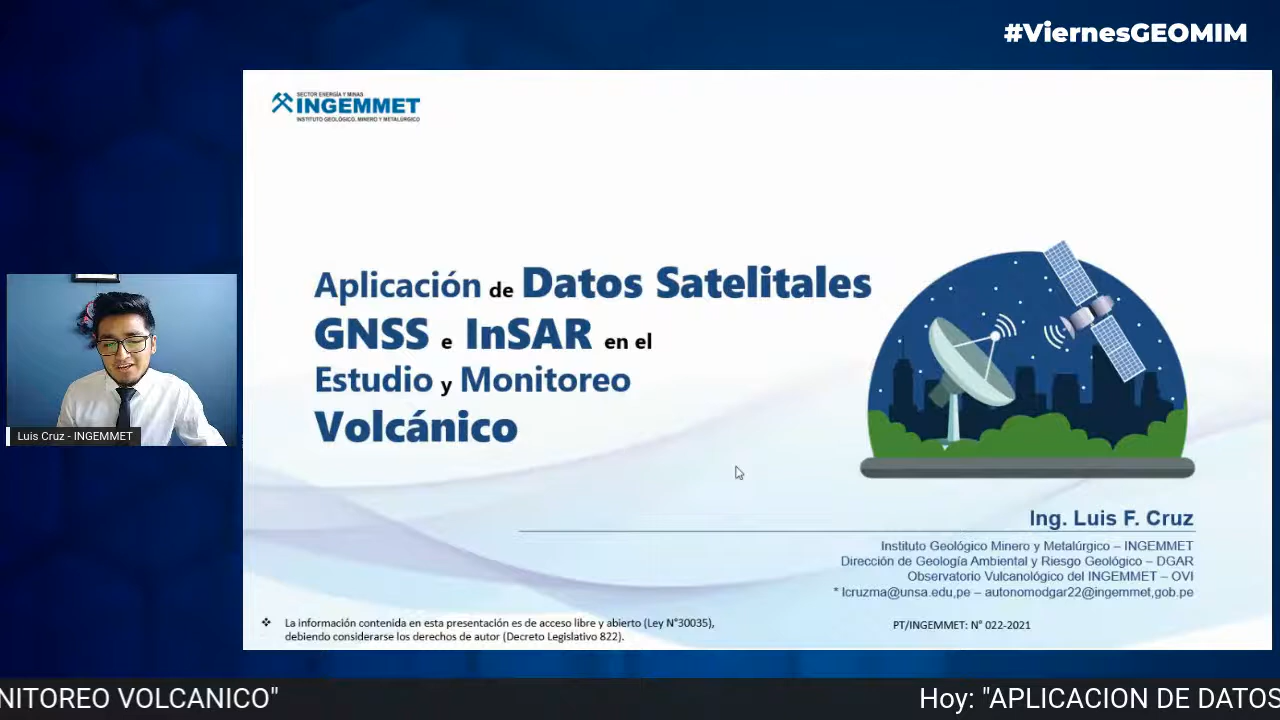 #ViernesGEOMIM
SECTOR ENERGÍA Y MINAS
INGEMMET
INSTITUTO GEOLÓGICO, MINERO Y METALÚRGICO
Aplicación de Datos Satelitales
GNSS e InSAR en el
Estudio y Monitoreo
Volcánico
Luis Cruz - INGEMMET
Ing. Luis F. Cruz
Instituto Geológico Minero y Metalúrgico – INGEMMET
Dirección de Geología Ambiental y Riesgo Geológico – DGAR
Observatorio Vulcanológico del INGEMMET – OVI
* lcruzma@unsa.edu,pe – autonomodgar22@ingemmet,gob.pe
❖ La información contenida en esta presentación es de acceso libre y abierto (Ley N°30035),
debiendo considerarse los derechos de autor (Decreto Legislativo 822).
PT/INGEMMET: N° 022-2021
NITOREO VOLCANICO" Hoy: "APLICACION DE DATOS